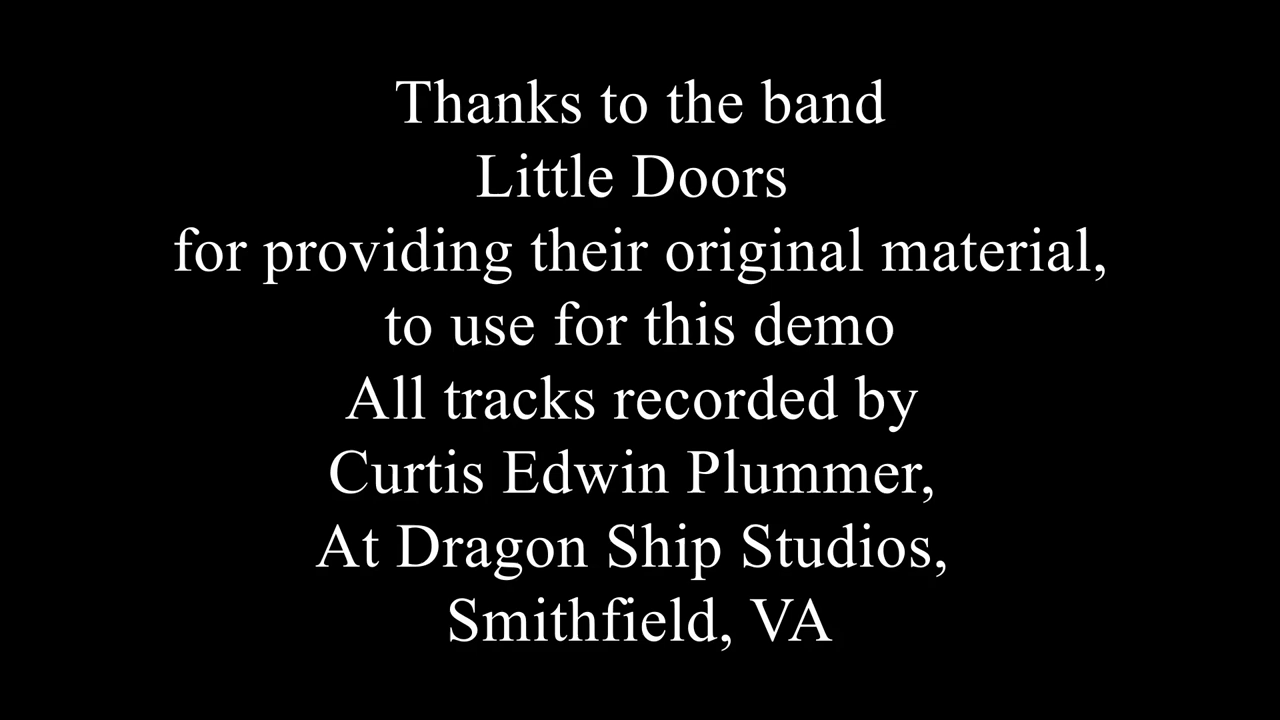 Thanks to the band
Little Doors
for providing their original material,
to use for this demo
All tracks recorded by
Curtis Edwin Plummer,
At Dragon Ship Studios,
Smithfield, VA